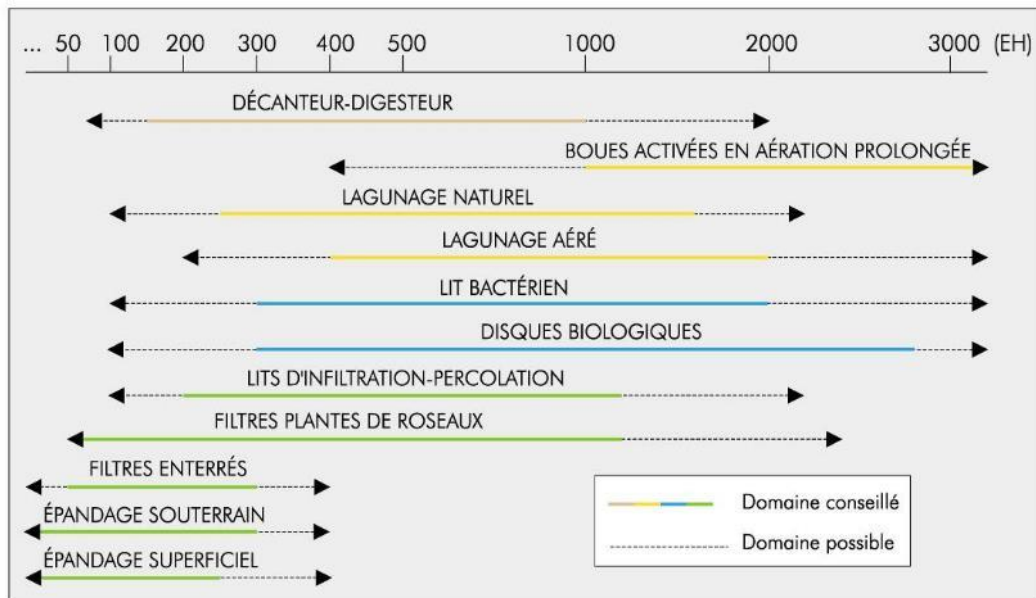 ... 50 100 200 300 400 500 1000 2000 3000 (EH)
DÉCANTEUR-DIGESTEUR
BOUES ACTIVÉES EN AÉRATION PROLONGÉE
LAGUNAGE NATUREL
LAGUNAGE AÉRÉ
LIT BACTÉRIEN
DISQUES BIOLOGIQUES
LITS D'INFILTRATION-PERCOLATION
FILTRES PLANTES DE ROSEAUX
FILTRES ENTERRÉS
ÉPANDAGE SOUTERRAIN
ÉPANDAGE SUPERFICIEL
Domaine conseillé
Domaine possible